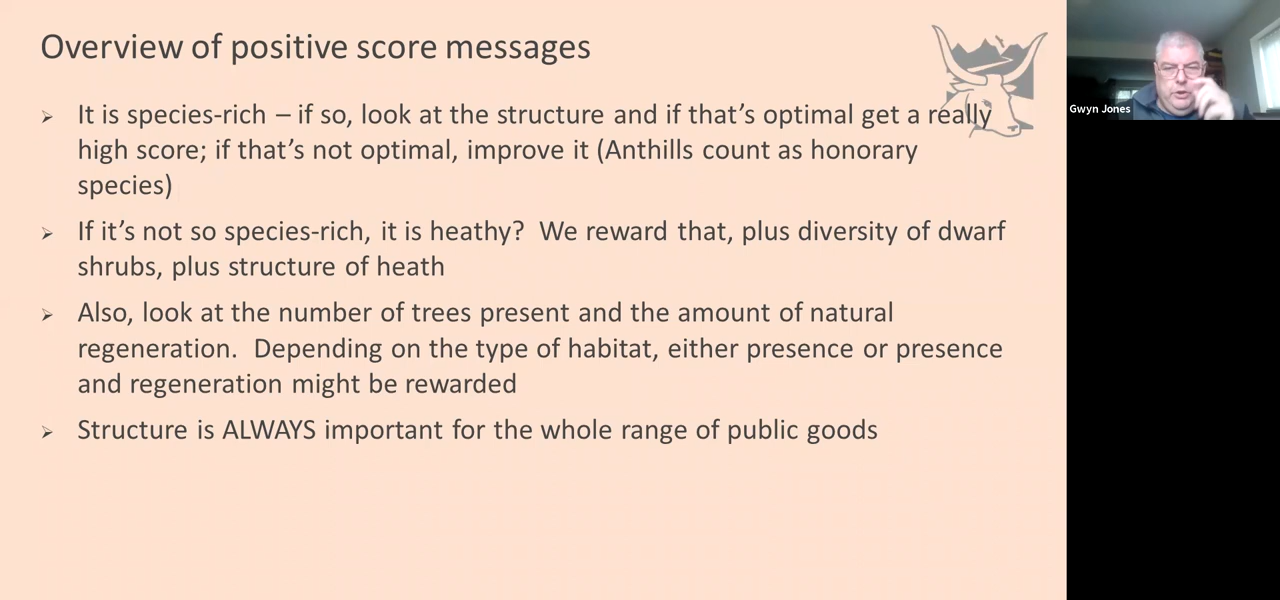 Overview of positive score messages
It is species-rich – if so, look at the structure and if that's optimal get a really
high score; if that's not optimal, improve it (Anthills count as honorary
species)
If it's not so species-rich, it is heathy?  We reward that, plus diversity of dwarf
shrubs, plus structure of heath
Also, look at the number of trees present and the amount of natural
regeneration.  Depending on the type of habitat, either presence or presence
and regeneration might be rewarded
Structure is ALWAYS important for the whole range of public goods
Gwyn Jones